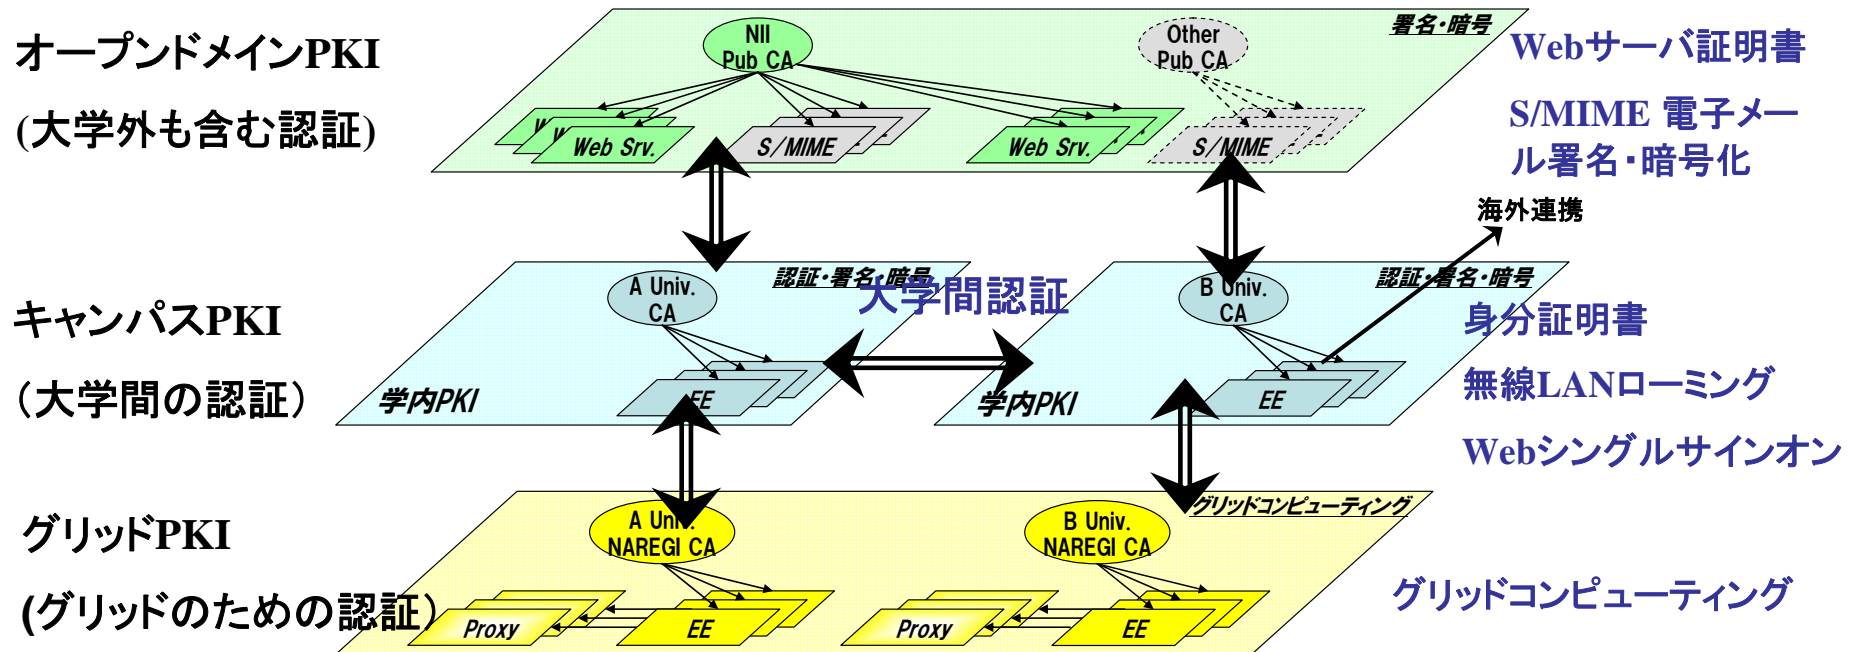 オープンドメインPKI
(大学外も含む認証)
署名・暗号
NII
Pub CA
Other
Pub CA
Web Srv.
S/MIME
Web Srv.
S/MIME
Webサーバ証明書
S/MIME 電子メー
ル署名・暗号化
海外連携
キャンパスPKI
（大学間の認証）
認証・署名・暗号
A Univ.
CA
EE
学内PKI
大学間認証
認証・署名・暗号
B Univ.
CA
EE
学内PKI
身分証明書
無線LANローミング
Webシングルサインオン
グリッドPKI
(グリッドのための認証）
グリッドコンピューティング
A Univ.
NAREGI CA
Proxy
EE
B Univ.
NAREGI CA
Proxy
EE
グリッドコンピューティング